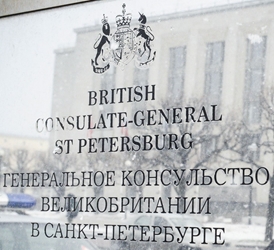 BRITISH
CONSULATE-GENERAL
ST PETERSBURG
ГЕНЕРАЛЬНОЕ КОНСУЛЬСТВО
ВЕЛИКОБРИТАНИИ
В САНКТ-ПЕТЕРБУРГЕ